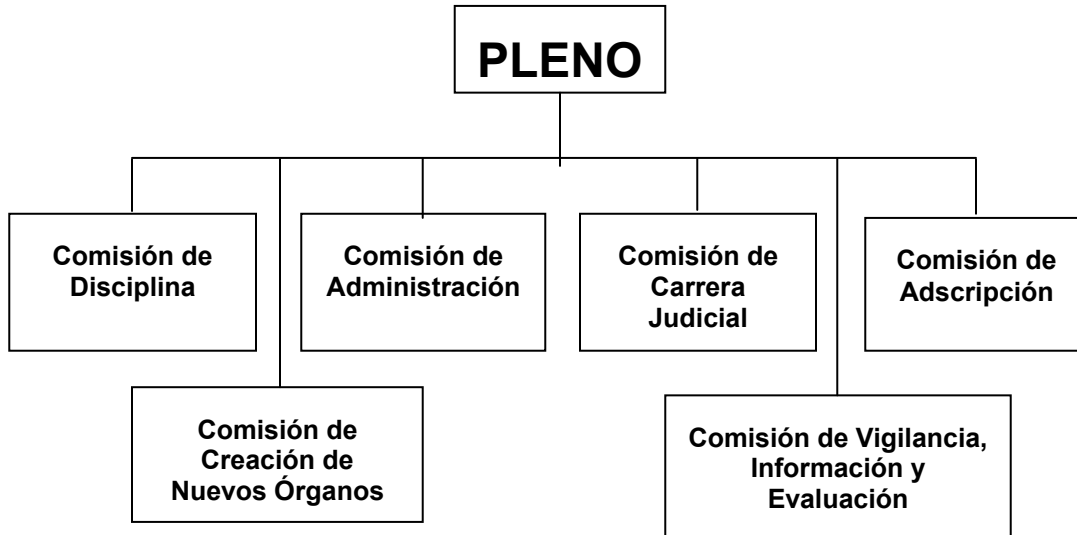 PLENO
Comisión de
Disciplina
Comisión de
Administración
Comisión de
Carrera
Judicial
Comisión de
Adscripción
Comisión de
Creación de
Nuevos Órganos
Comisión de Vigilancia,
Información y
Evaluación